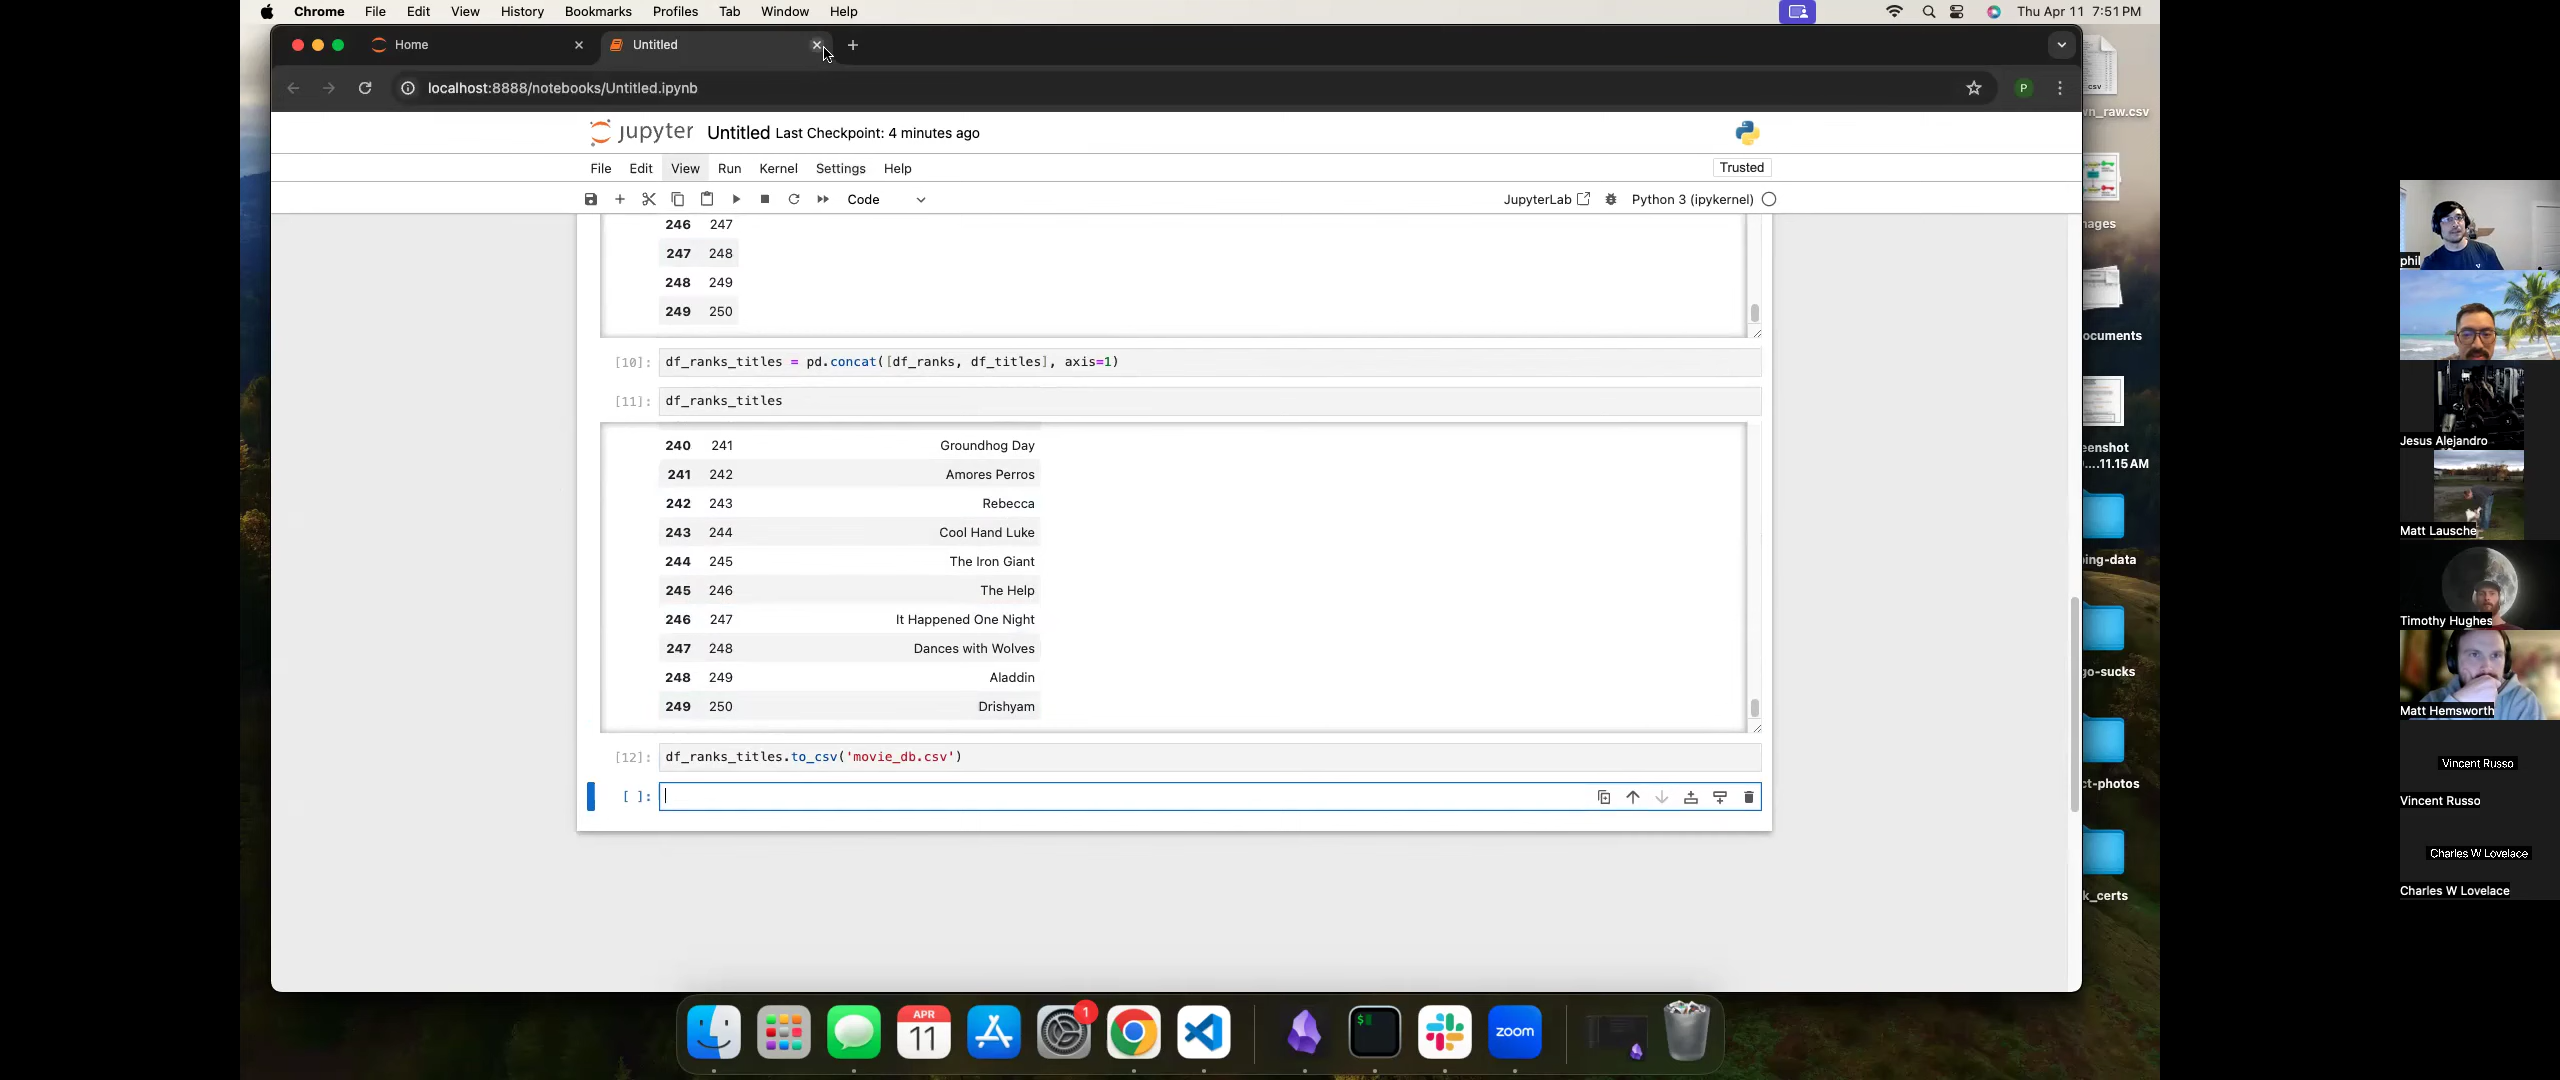 Chrome File Edit View History Bookmarks Profiles Tab Window Help Thu Apr 11 7:51 PM
Home
Untitled
localhost:8888/notebooks/Untitled.ipynb
P
jupyter Untitled Last Checkpoint: 4 minutes ago
File Edit View Run Kernel Settings Help
Trusted
Code
JupyterLab
Python 3 (ipykernel)
246 247
247 248
248 249
249 250
[10]: df_ranks_titles = pd.concat([df_ranks, df_titles], axis=1)
[11]: df_ranks_titles
240 241 Groundhog Day
241 242 Amores Perros
242 243 Rebecca
243 244 Cool Hand Luke
244 245 The Iron Giant
245 246 The Help
246 247 It Happened One Night
247 248 Dances with Wolves
248 249 Aladdin
249 250 Drishyam
[12]: df_ranks_titles.to_csv('movie_db.csv')
[ ]:
csv
n_raw.csv
ages
ocuments
enshot
....11.15 AM
ing-data
go-sucks
ct-photos
k_certs
phil
Jesus Alejandro
Matt Lausche
Timothy Hughes
Matt Hemsworth
Vincent Russo
Vincent Russo
Charles W Lovelace
Charles W Lovelace
APR
11
1
$
zoom